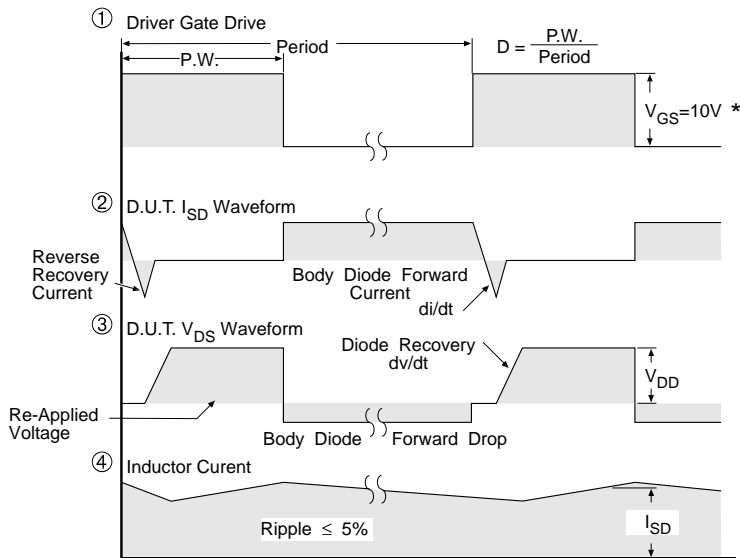 ① Driver Gate Drive
Period
P.W.
D = P.W. / Period
V_GS=10V *
② D.U.T. I_SD Waveform
Reverse
Recovery
Current
Body Diode Forward
Current
di/dt
③ D.U.T. V_DS Waveform
Diode Recovery
dv/dt
V_DD
Re-Applied
Voltage
Body Diode Forward Drop
④ Inductor Curent
Ripple ≤ 5%
I_SD